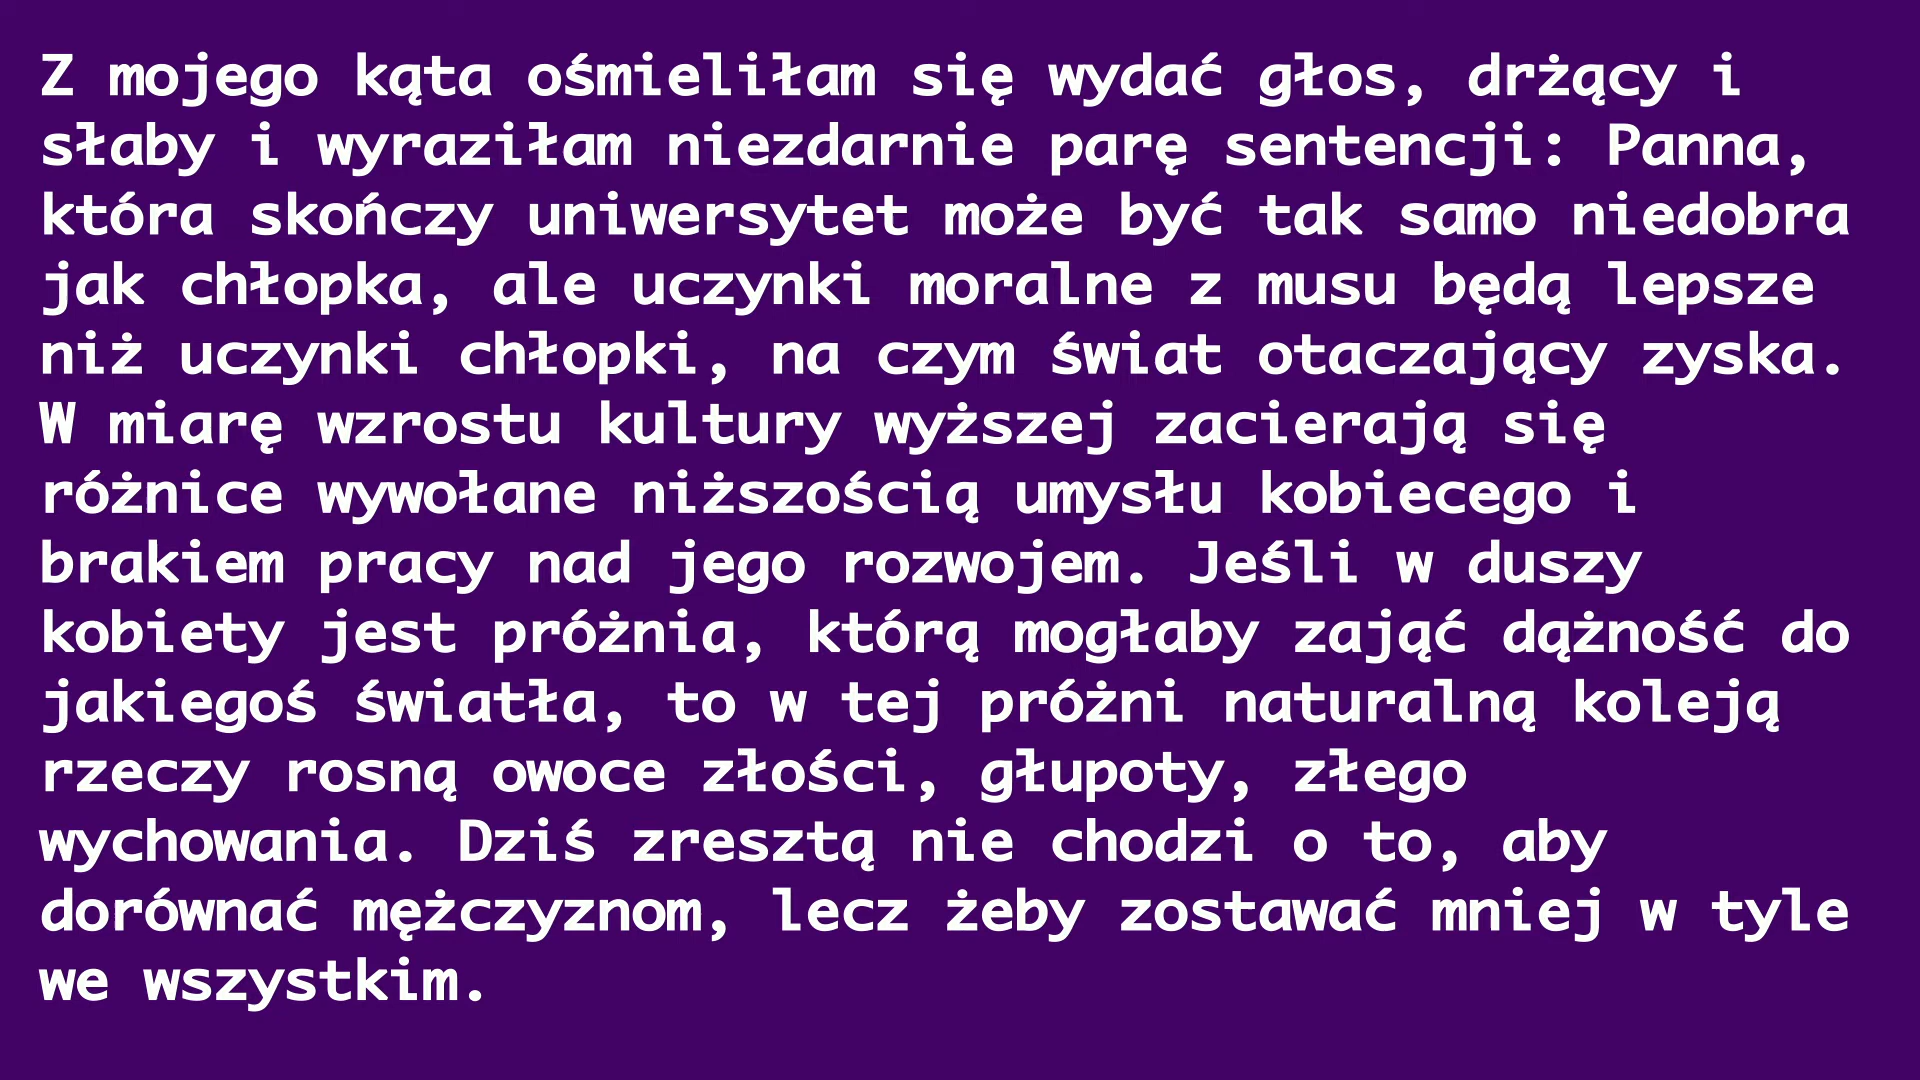 Z mojego kąta ośmieliłam się wydać głos, drżący i
słaby i wyraziłam niezdarnie parę sentencji: Panna,
która skończy uniwersytet może być tak samo niedobra
jak chłopka, ale uczynki moralne z musu będą lepsze
niż uczynki chłopki, na czym świat otaczający zyska.
W miarę wzrostu kultury wyższej zacierają się
różnice wywołane niższością umysłu kobiecego i
brakiem pracy nad jego rozwojem. Jeśli w duszy
kobiety jest próżnia, którą mogłaby zająć dążność do
jakiegoś światła, to w tej próżni naturalną koleją
rzeczy rosną owoce złości, głupoty, złego
wychowania. Dziś zresztą nie chodzi o to, aby
dorównać mężczyznom, lecz żeby zostawać mniej w tyle
we wszystkim.